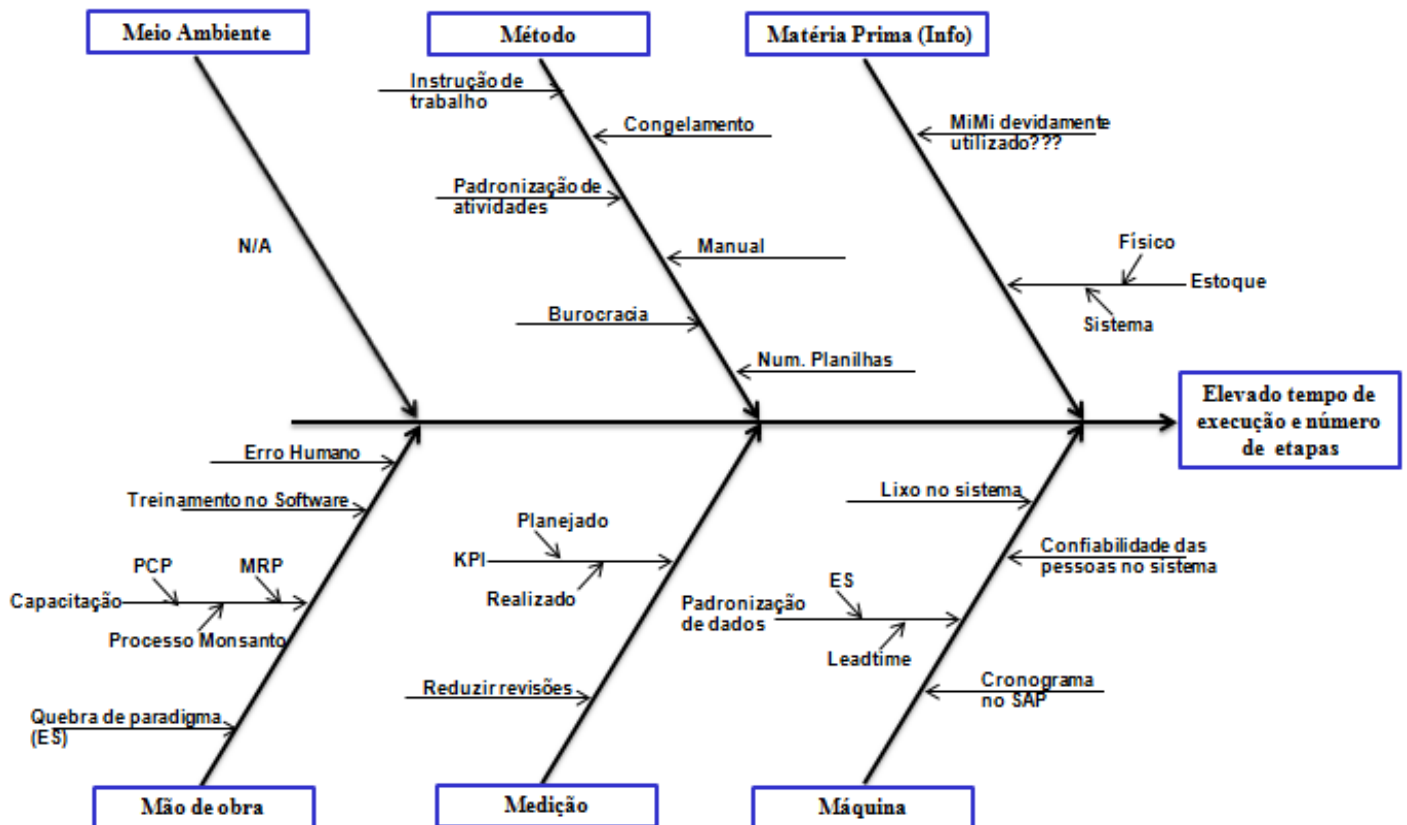 Meio Ambiente
Método
Matéria Prima (Info)
Instrução de
trabalho
Congelamento
MiMi devidamente
utilizado???
Padronização de
atividades
N/A
Manual
Físico
Estoque
Sistema
Burocracia
Num. Planilhas
Elevado tempo de
execução e número
de etapas
Erro Humano
Treinamento no Software
PCP
MRP
Capacitação
Processo Monsanto
Quebra de paradigma
(ES)
Planejado
KPI
Realizado
Reduzir revisões
Lixo no sistema
Confiabilidade das
pessoas no sistema
ES
Padronização
de dados
Leadtime
Cronograma
no SAP
Mão de obra
Medição
Máquina